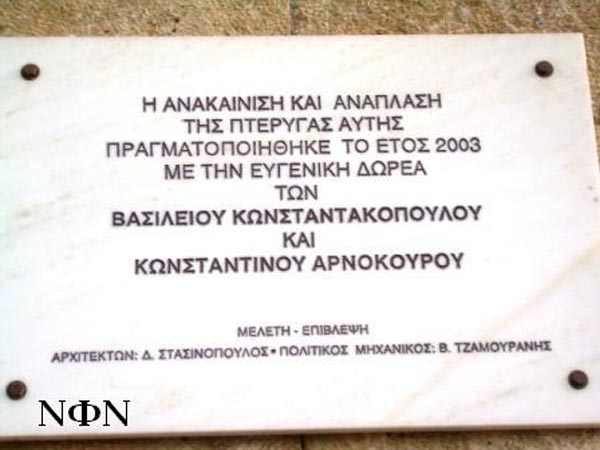 Η ΑΝΑΚΑΙΝΙΣΗ ΚΑΙ ΑΝΑΠΛΑΣΗ
ΤΗΣ ΠΤΕΡΥΓΑΣ ΑΥΤΗΣ
ΠΡΑΓΜΑΤΟΠΟΙΗΘΗΚΕ ΤΟ ΕΤΟΣ 2003
ΜΕ ΤΗΝ ΕΥΓΕΝΙΚΗ ΔΩΡΕΑ
ΤΩΝ
ΒΑΣΙΛΕΙΟΥ ΚΩΝΣΤΑΝΤΑΚΟΠΟΥΛΟΥ
ΚΑΙ
ΚΩΝΣΤΑΝΤΙΝΟΥ ΑΡΝΟΚΟΥΡΟΥ
ΜΕΛΕΤΗ - ΕΠΙΒΛΕΨΗ
ΑΡΧΙΤΕΚΤΩΝ: Δ. ΣΤΑΣΙΝΟΠΟΥΛΟΣ • ΠΟΛΙΤΙΚΟΣ ΜΗΧΑΝΙΚΟΣ: Β. ΤΖΑΜΟΥΡΑΝΗΣ
ΝΦΝ